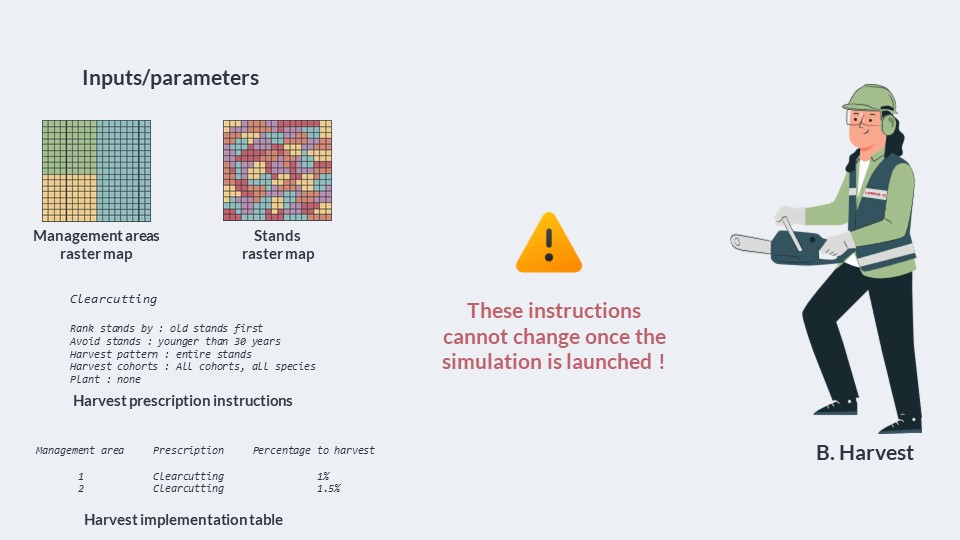 Inputs/parameters
Management areas
raster map
Stands
raster map
Clearcutting
Rank stands by : old stands first
Avoid stands : younger than 30 years
Harvest pattern : entire stands
Harvest cohorts : All cohorts, all species
Plant : none
Harvest prescription instructions
Management area Prescription Percentage to harvest
1 Clearcutting 1%
2 Clearcutting 1.5%
Harvest implementation table
These instructions
cannot change once the
simulation is launched !
B. Harvest